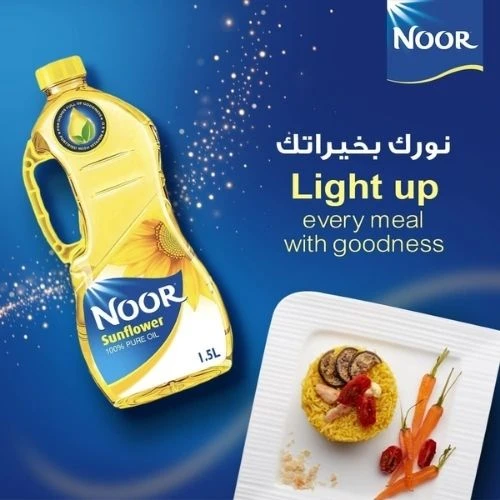 NOOR
نورك بخيراتك
Light up
every meal
with goodness
NOOR
Sunflower
100% PURE OIL
1.5L